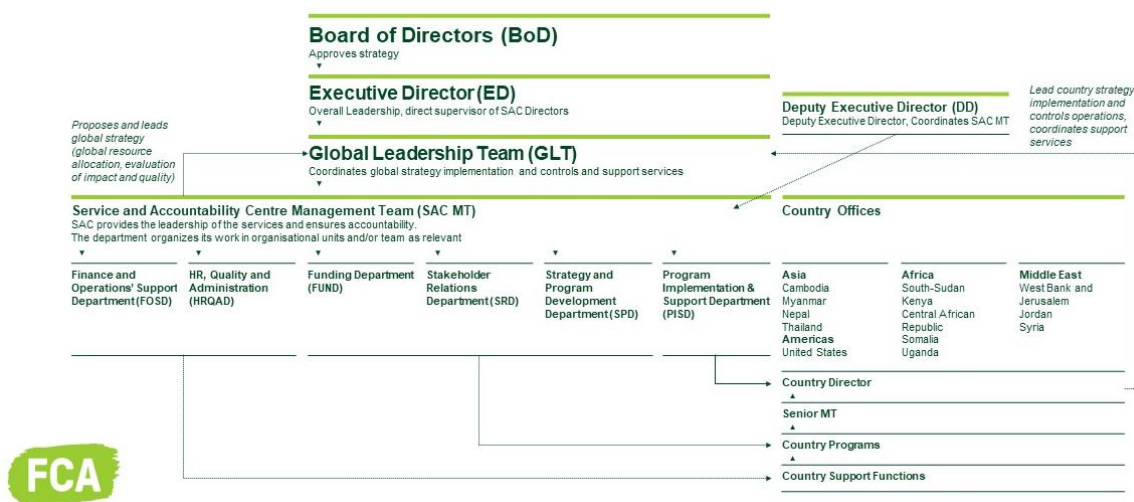 Board of Directors (BoD)
Approves strategy
Executive Director (ED)
Overall Leadership, direct supervisor of SAC Directors
Deputy Executive Director (DD)
Deputy Executive Director, Coordinates SAC MT
Lead country strategy
implementation and
controls operations,
coordinates support
services
Proposes and leads
global strategy
(global resource
allocation, evaluation
of impact and quality)
Global Leadership Team (GLT)
Coordinates global strategy implementation and controls and support services
Service and Accountability Centre Management Team (SAC MT)
SAC provides the leadership of the services and ensures accountability.
The department organizes its work in organisational units and/or team as relevant
Finance and
Operations' Support
Department (FOSD)
HR, Quality and
Administration
(HRQAD)
Funding Department
(FUND)
Stakeholder
Relations
Department (SRD)
Strategy and
Program
Development
Department (SPD)
Program
Implementation &
Support Department
(PISD)
Country Offices
Asia
Cambodia
Myanmar
Nepal
Thailand
Americas
United States
Africa
South-Sudan
Kenya
Central African
Republic
Somalia
Uganda
Middle East
West Bank and
Jerusalem
Jordan
Syria
Country Director
Senior MT
Country Programs
Country Support Functions
FCA